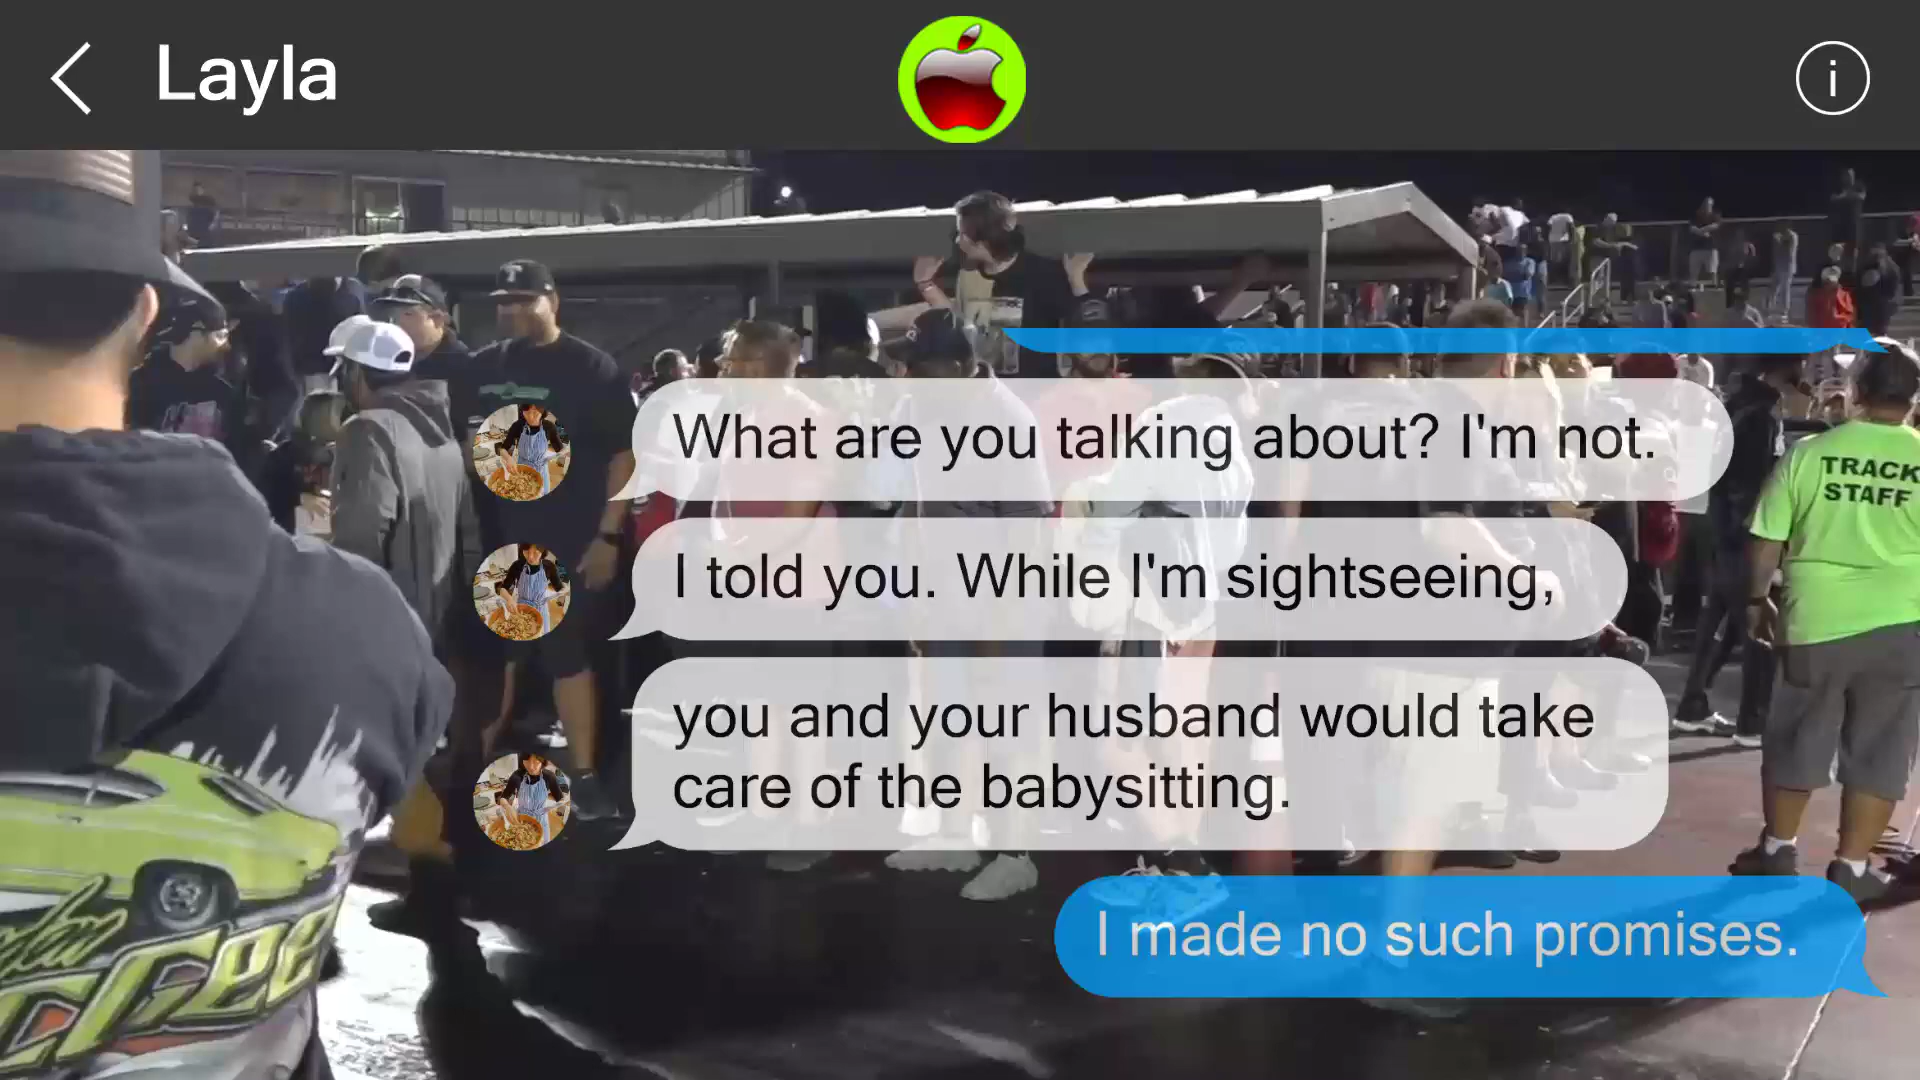 Layla
i
What are you talking about? I'm not.
I told you. While I'm sightseeing,
you and your husband would take
care of the babysitting.
I made no such promises.
TRACK
STAFF